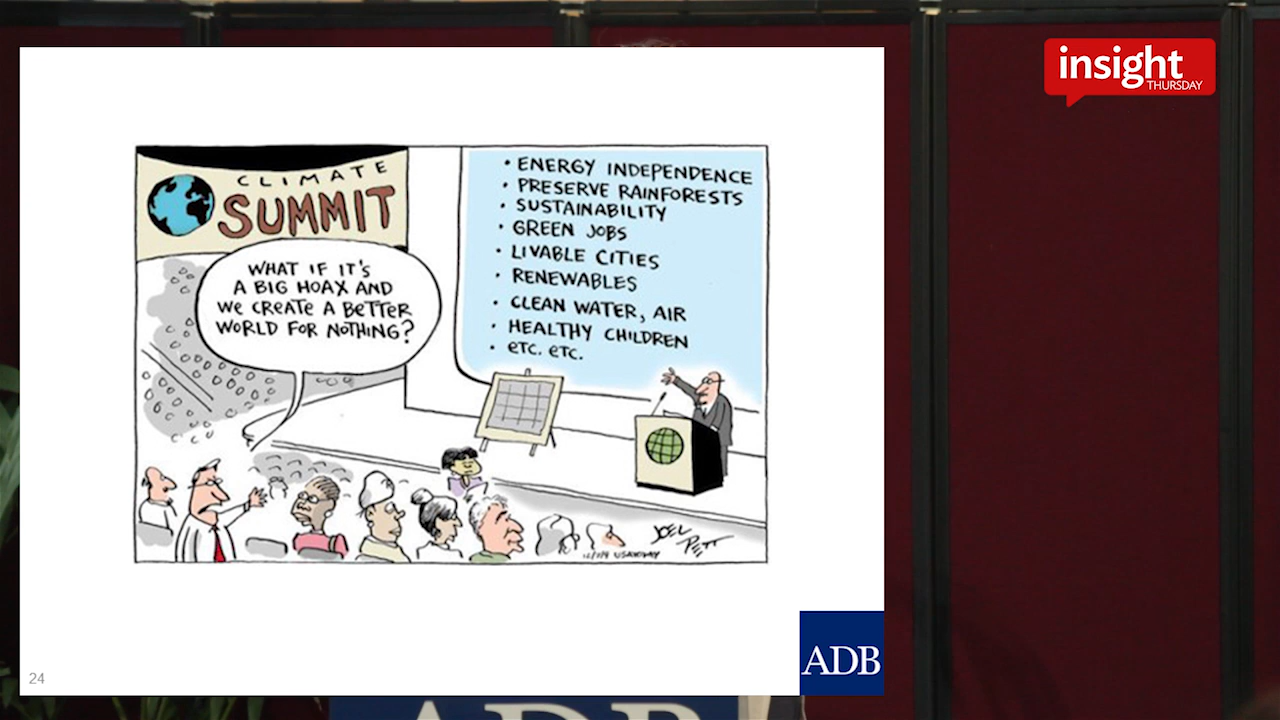 insight
THURSDAY
CLIMATE
SUMMIT
WHAT IF IT'S
A BIG HOAX AND
WE CREATE A BETTER
WORLD FOR NOTHING?
• ENERGY INDEPENDENCE
• PRESERVE RAINFORESTS
• SUSTAINABILITY
• GREEN JOBS
• LIVABLE CITIES
• RENEWABLES
• CLEAN WATER, AIR
• HEALTHY CHILDREN
• ETC. ETC.
JOEL
PETT
USA TODAY
24
ADB
ADB